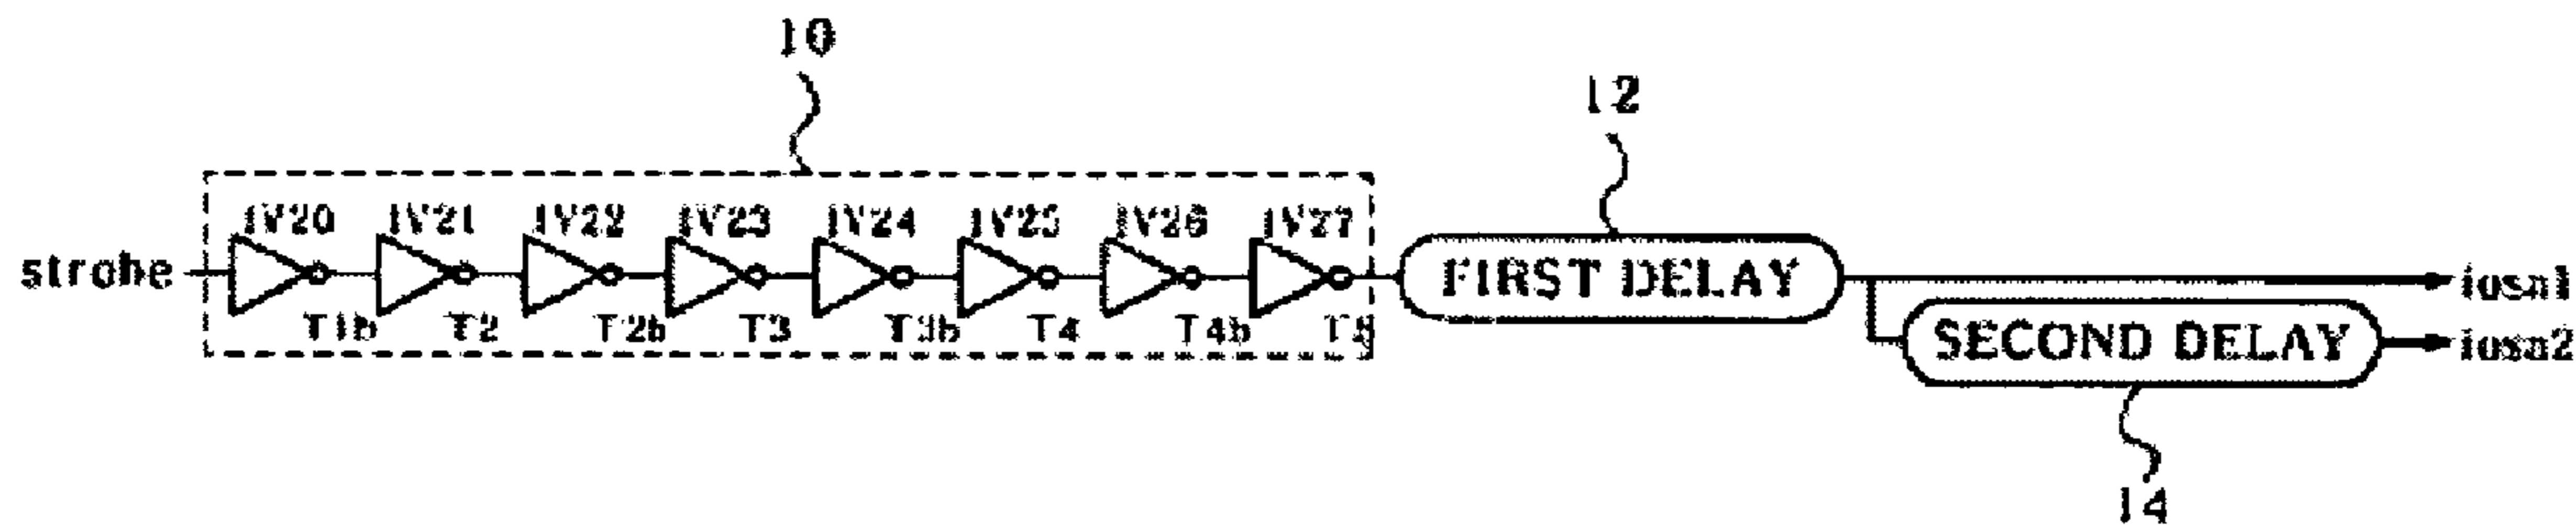 10
12
IV20 IV21 IV22 IV23 IV24 IV25 IV26 IV27
strobe
FIRST DELAY
iosa1
T1b T2 T2b T3 T3b T4 T4b T5
SECOND DELAY
iosa2
14